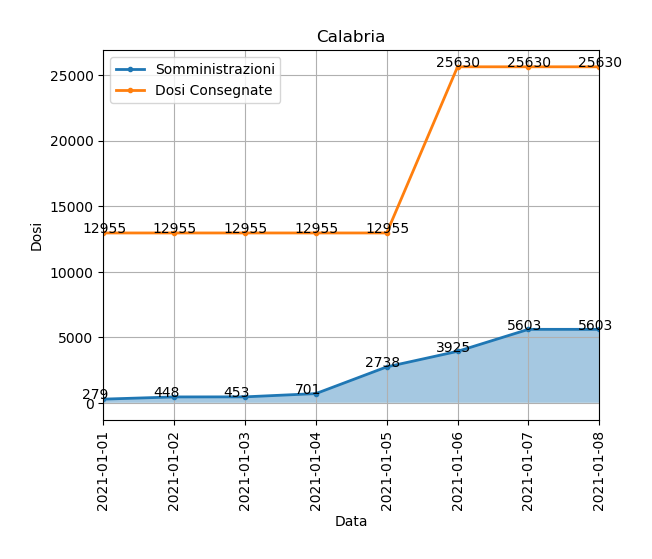 Calabria
Somministrazioni
Dosi Consegnate
25630 25630 25630
12955 12955 12955 12955 12955
279 448 453 701 2738 3925 5603 5603
25000
20000
15000
10000
5000
0
Dosi
2021-01-01
2021-01-02
2021-01-03
2021-01-04
2021-01-05
2021-01-06
2021-01-07
2021-01-08
Data